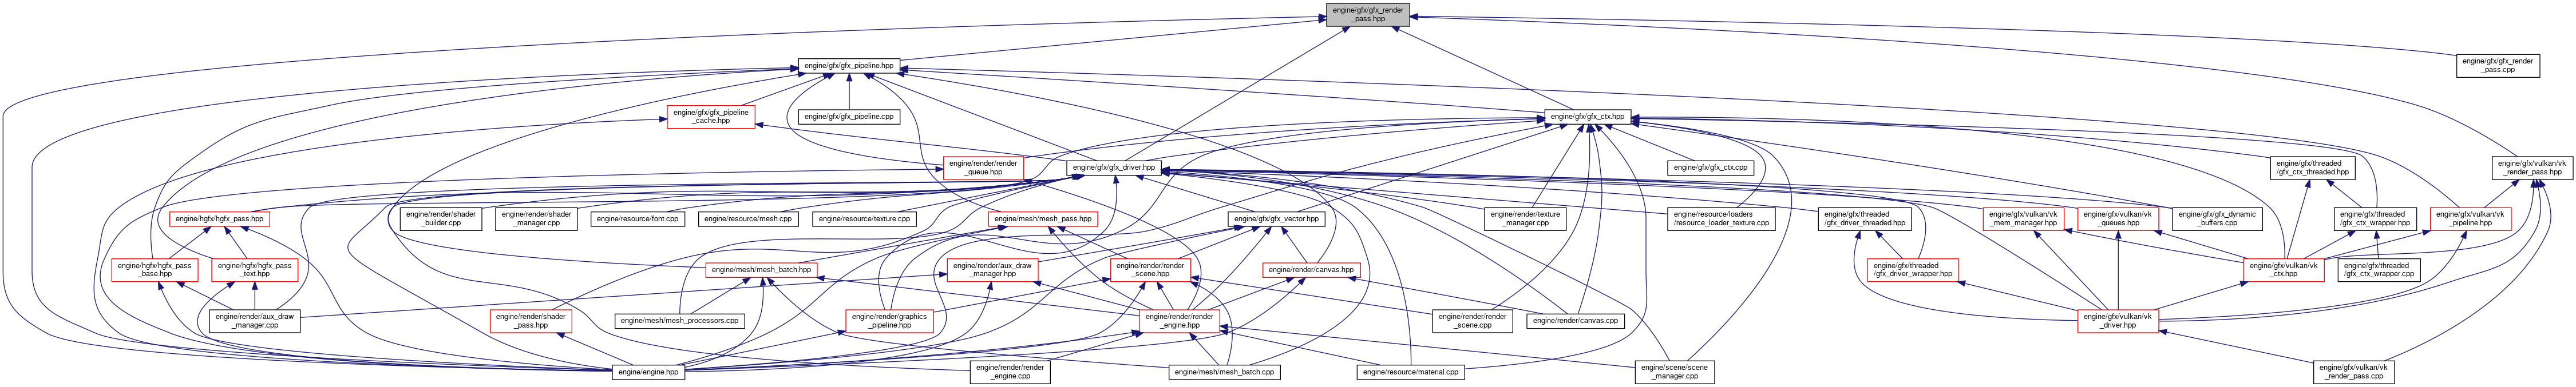 engine/gfx/gfx_render
_pass.hpp
engine/gfx/gfx_pipeline.hpp
engine/gfx/gfx_render
_pass.cpp
engine/gfx/gfx_pipeline
_cache.hpp
engine/gfx/gfx_pipeline.cpp
engine/gfx/gfx_ctx.hpp
engine/render/render
_queue.hpp
engine/gfx/gfx_driver.hpp
engine/gfx/gfx_ctx.cpp
engine/gfx/threaded
/gfx_ctx_threaded.hpp
engine/gfx/vulkan/vk
_render_pass.hpp
engine/hgfx/hgfx_pass.hpp
engine/render/shader
_builder.cpp
engine/render/shader
_manager.cpp
engine/resource/font.cpp
engine/resource/mesh.cpp
engine/resource/texture.cpp
engine/mesh/mesh_pass.hpp
engine/gfx/gfx_vector.hpp
engine/render/texture
_manager.cpp
engine/resource/loaders
/resource_loader_texture.cpp
engine/gfx/threaded
/gfx_driver_threaded.hpp
engine/gfx/vulkan/vk
_mem_manager.hpp
engine/gfx/vulkan/vk
_queues.hpp
engine/gfx/gfx_dynamic
_buffers.cpp
engine/gfx/threaded
/gfx_ctx_wrapper.hpp
engine/gfx/vulkan/vk
_pipeline.hpp
engine/hgfx/hgfx_pass
_base.hpp
engine/hgfx/hgfx_pass
_text.hpp
engine/mesh/mesh_batch.hpp
engine/render/aux_draw
_manager.hpp
engine/render/render
_scene.hpp
engine/render/canvas.hpp
engine/gfx/threaded
/gfx_driver_wrapper.hpp
engine/gfx/vulkan/vk
_ctx.hpp
engine/gfx/threaded
/gfx_ctx_wrapper.cpp
engine/render/aux_draw
_manager.cpp
engine/render/shader
_pass.hpp
engine/mesh/mesh_processors.cpp
engine/render/graphics
_pipeline.hpp
engine/render/render
_engine.hpp
engine/render/render
_scene.cpp
engine/render/canvas.cpp
engine/gfx/vulkan/vk
_driver.hpp
engine/engine.hpp
engine/render/render
_engine.cpp
engine/mesh/mesh_batch.cpp
engine/resource/material.cpp
engine/scene/scene
_manager.cpp
engine/gfx/vulkan/vk
_render_pass.cpp